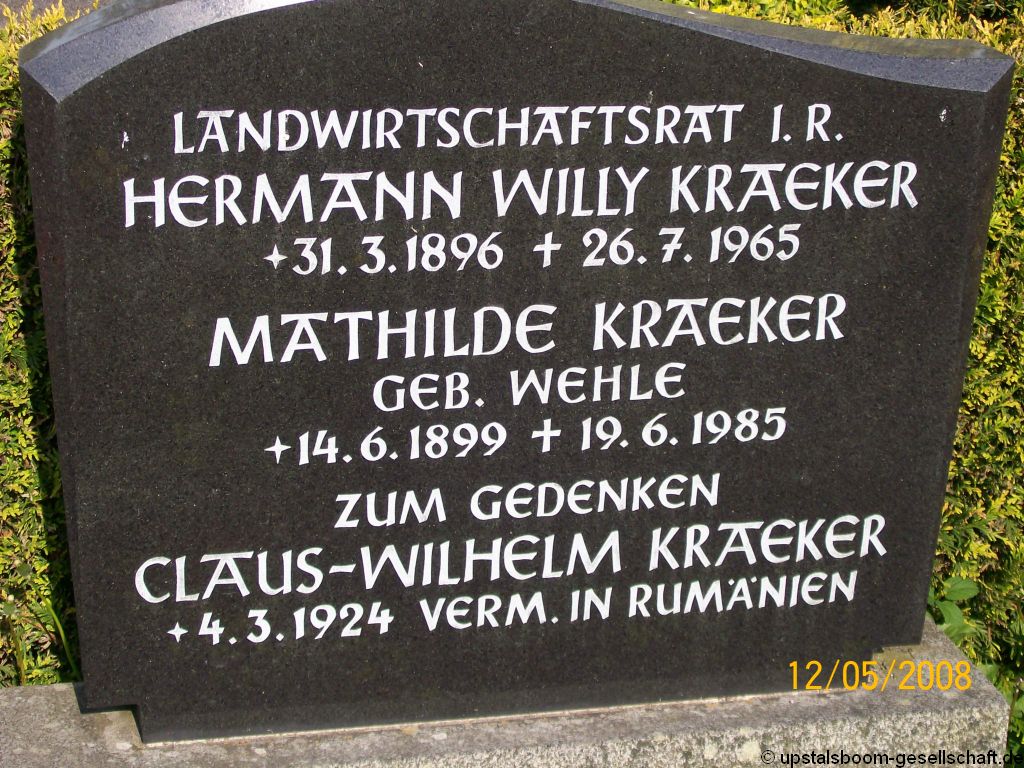 LANDWIRTSCHAFTSRAT I. R.
HERMANN WILLY KRAEKER
✦31. 3. 1896 ✝ 26. 7. 1965
MATHILDE KRAEKER
GEB. WEHLE
✦14. 6. 1899 ✝ 19. 6. 1985
ZUM GEDENKEN
CLAUS-WILHELM KRAEKER
✦4. 3. 1924 VERM. IN RUMÄNIEN
12/05/2008
© upstalsboom-gesellschaft.de